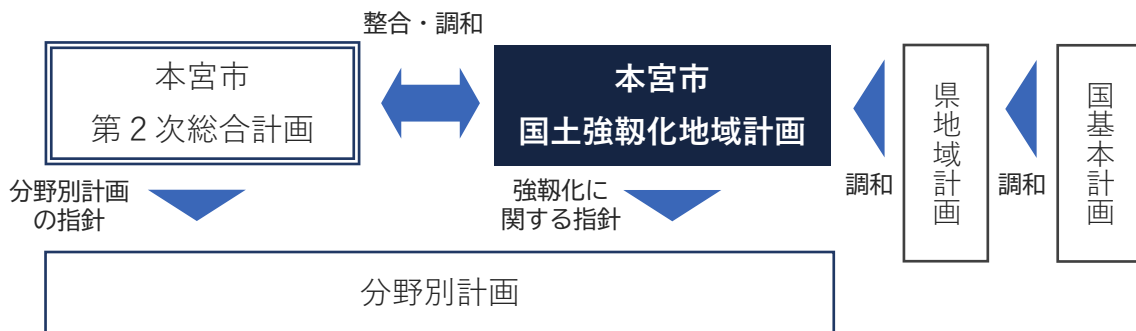 整合・調和
本宮市
第２次総合計画
本宮市
国土強靱化地域計画
県地域計画
国基本計画
調和
調和
分野別計画
の指針
強靱化に
関する指針
分野別計画